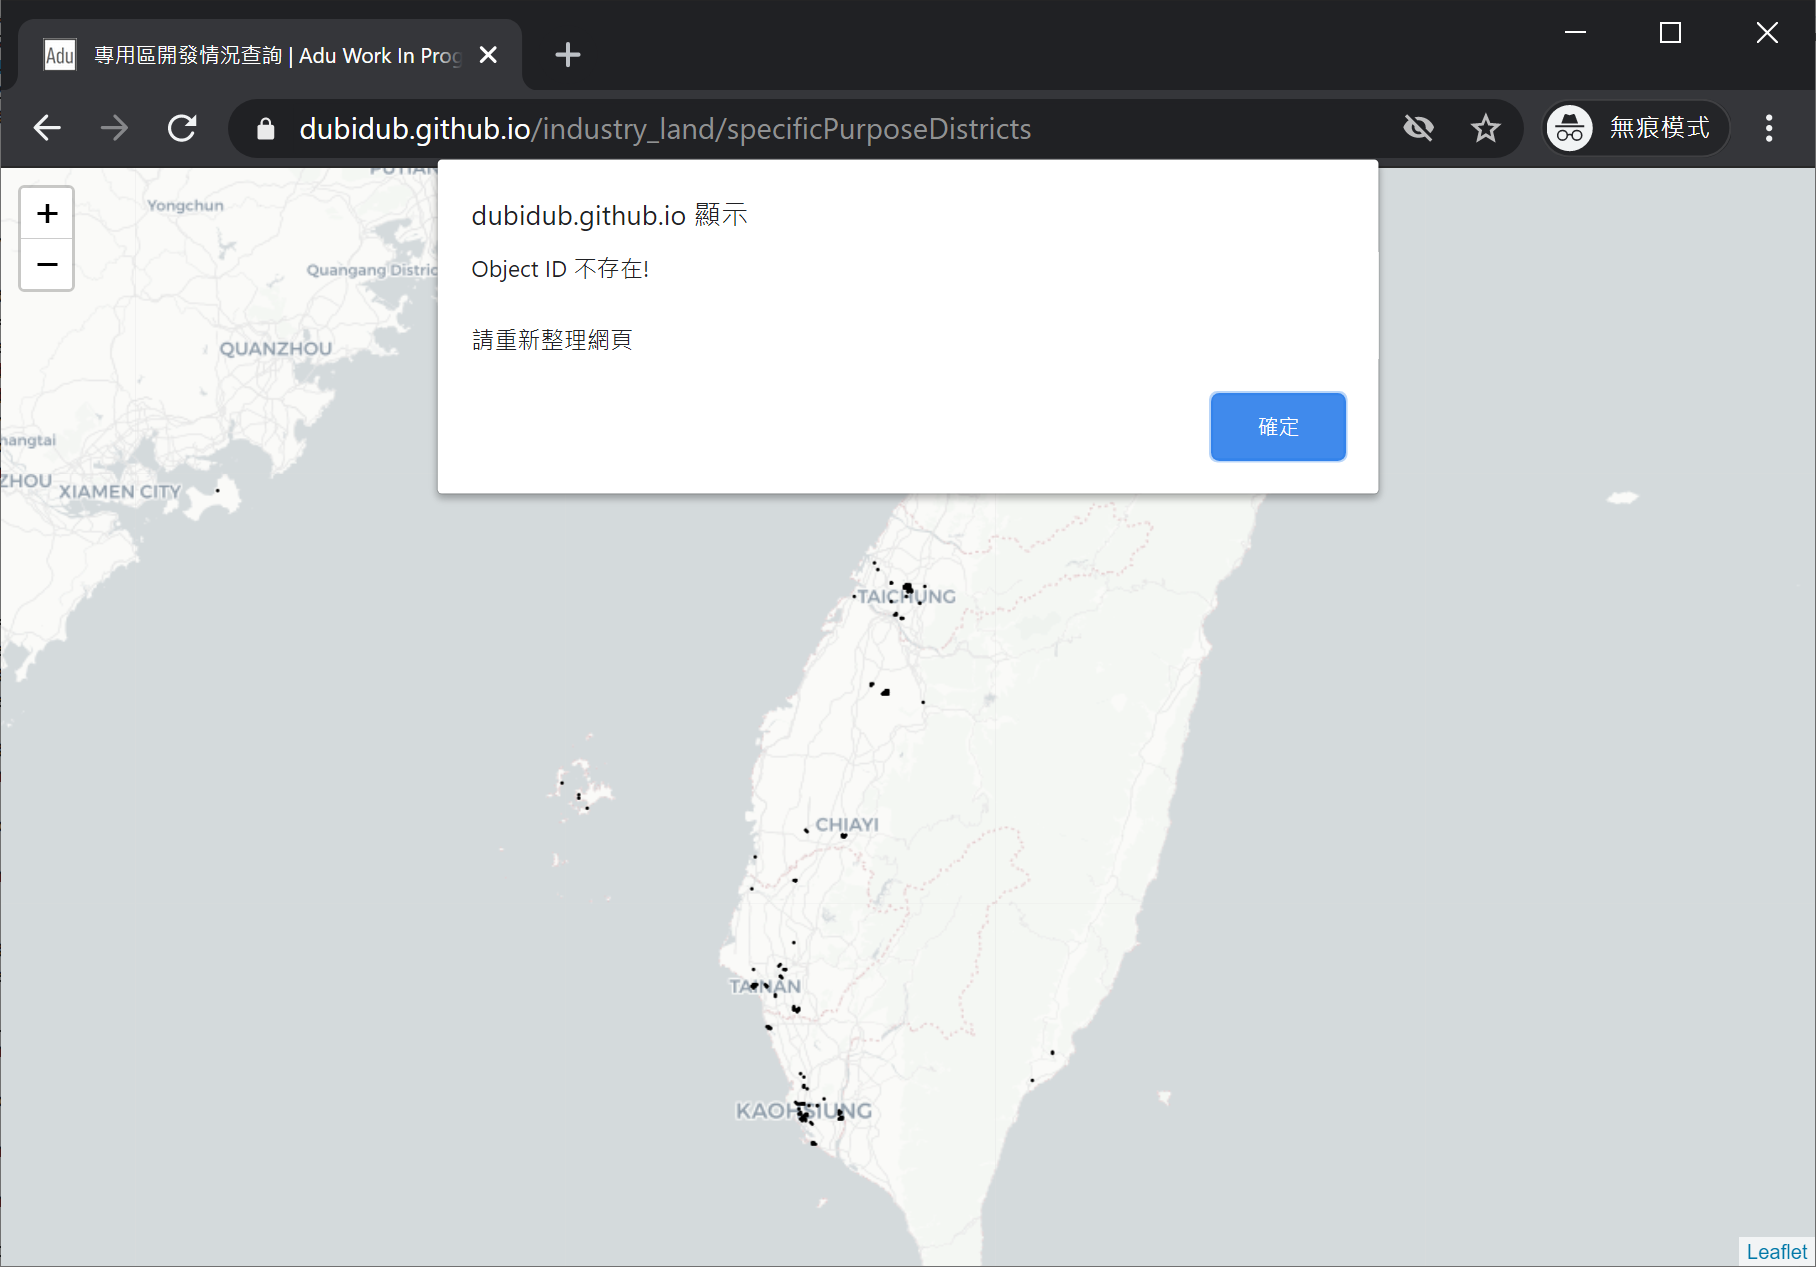 Adu
專用區開發情況查詢 | Adu Work In Prog
dubidub.github.io/industry_land/specificPurposeDistricts
無痕模式
dubidub.github.io 顯示
Object ID 不存在!
請重新整理網頁
確定
+
−
Yongchun
Quangang Distric
QUANZHOU
hangtai
ZHOU
XIAMEN CITY
TAICHUNG
CHIAYI
TAINAN
KAOHSIUNG
Leaflet